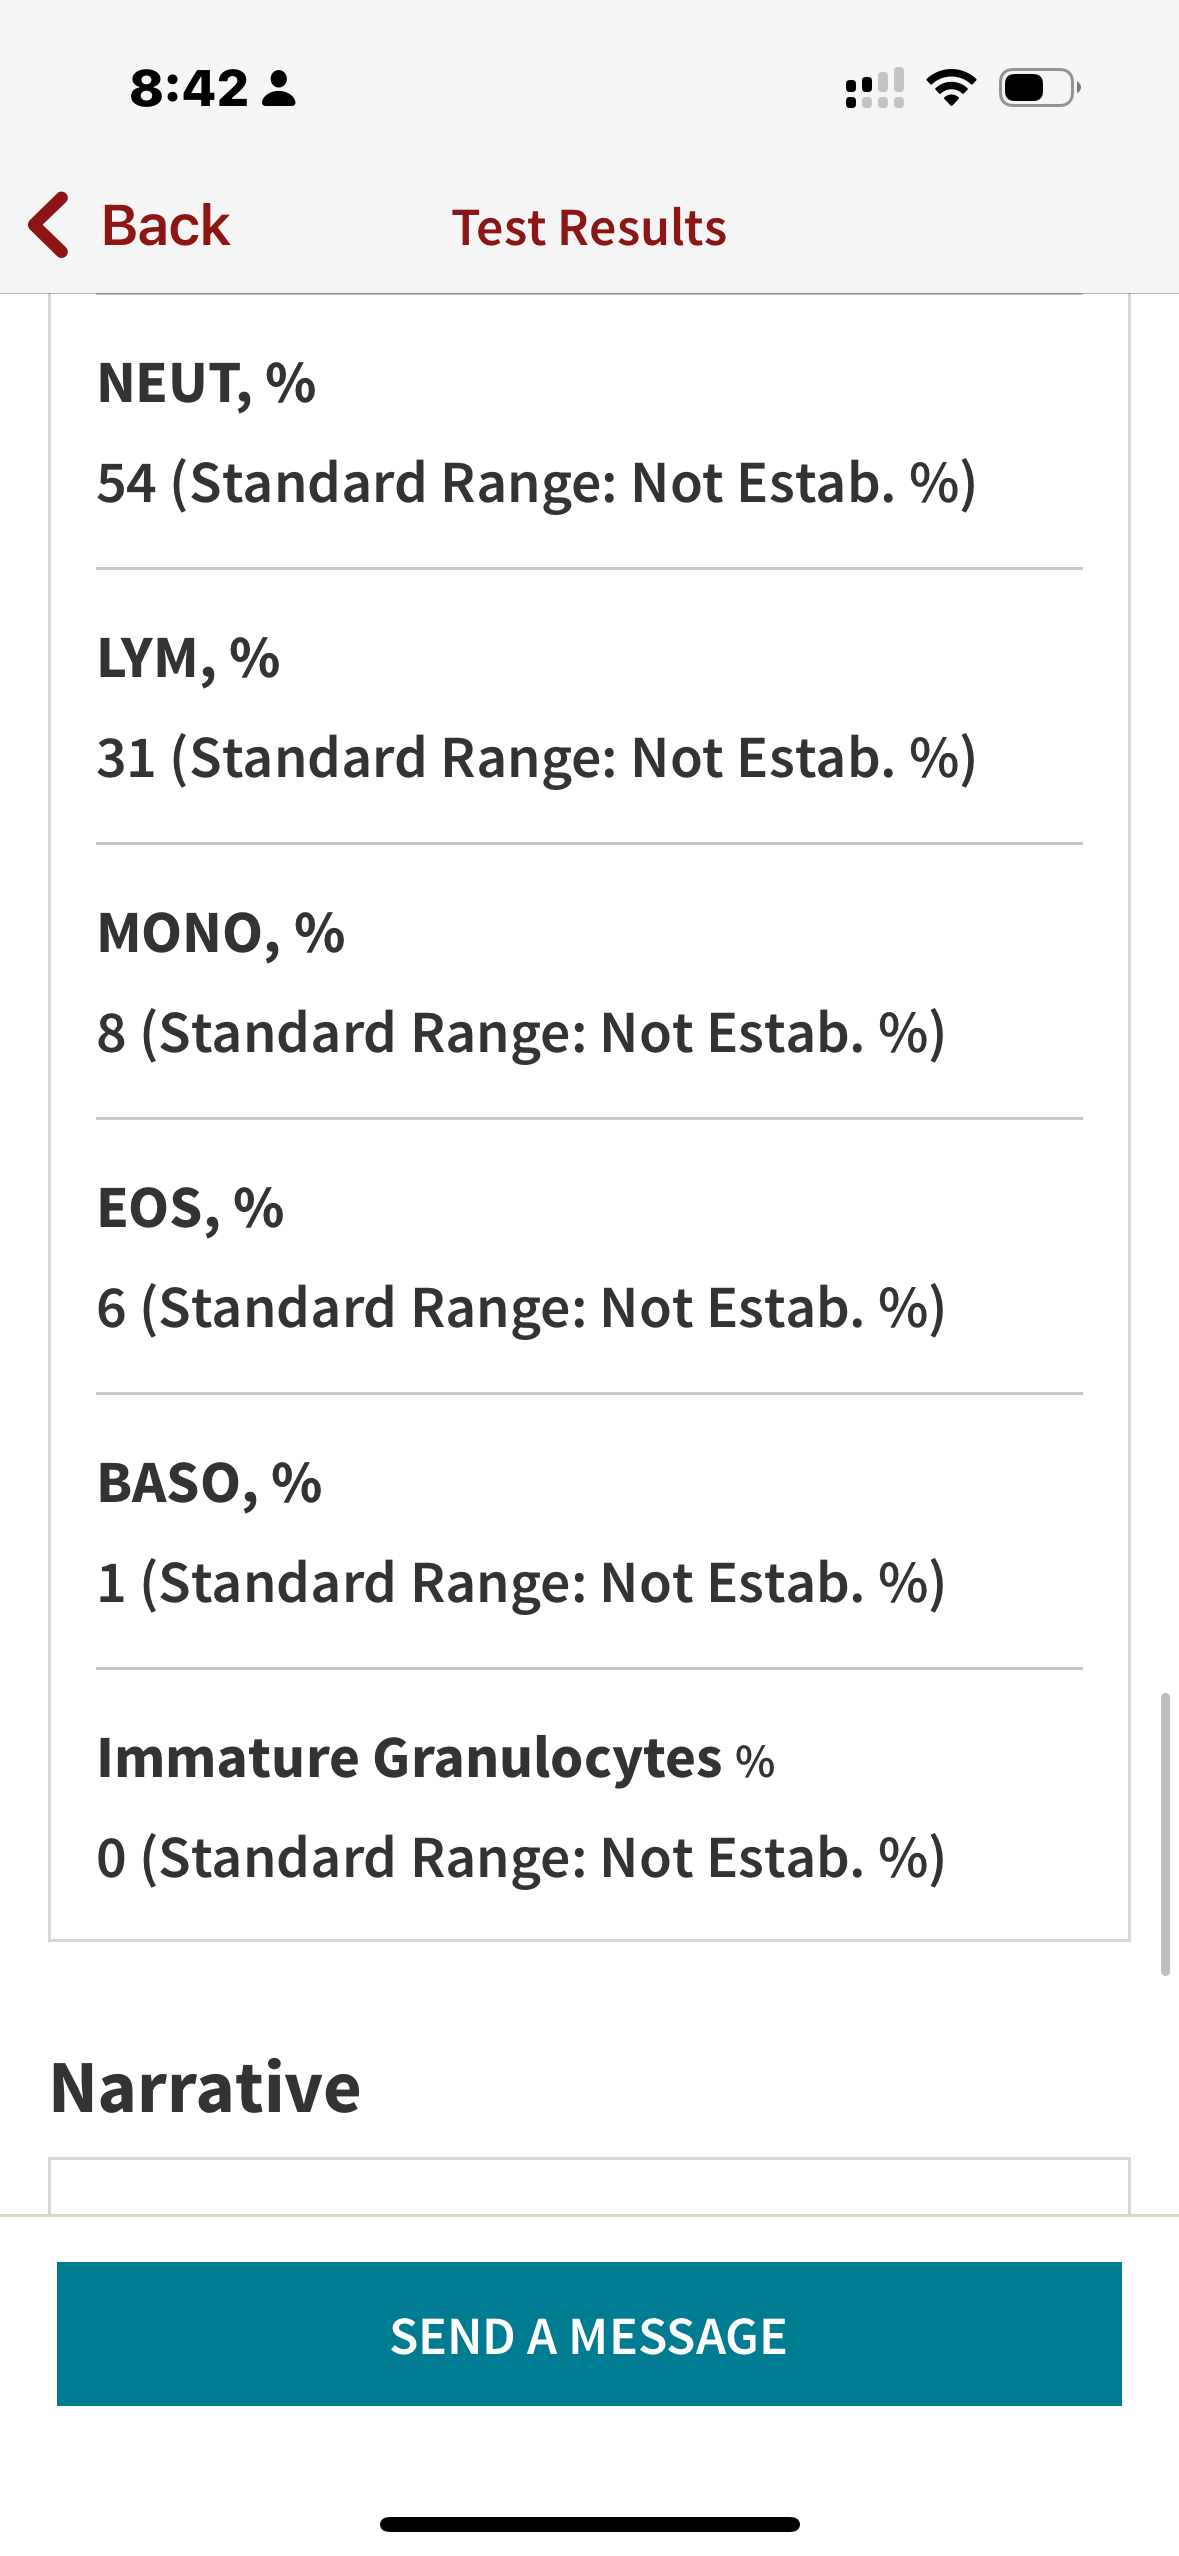 8:42
Back
Test Results
NEUT, %
54 (Standard Range: Not Estab. %)
LYM, %
31 (Standard Range: Not Estab. %)
MONO, %
8 (Standard Range: Not Estab. %)
EOS, %
6 (Standard Range: Not Estab. %)
BASO, %
1 (Standard Range: Not Estab. %)
Immature Granulocytes %
0 (Standard Range: Not Estab. %)
Narrative
SEND A MESSAGE